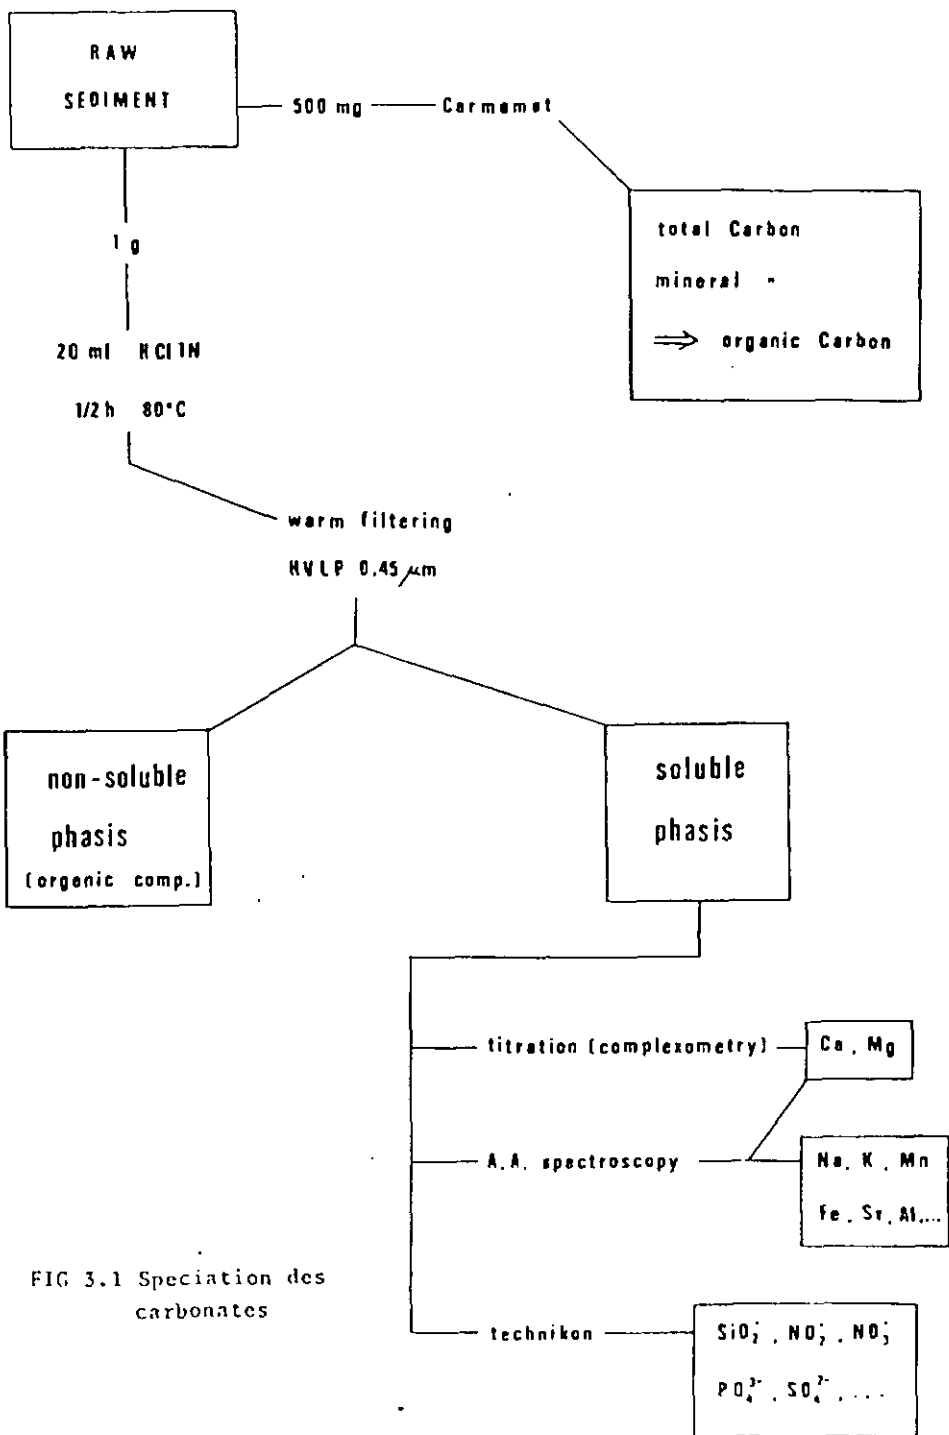 RAW
SEDIMENT
500 mg
Carmamat
total Carbon
mineral "
⇒ organic Carbon
1 g
20 ml HCl 1N
1/2 h 80°C
warm filtering
HVLP 0.45 µm
non-soluble
phasis
(organic comp.)
soluble
phasis
titration (complexometry)
Ca, Mg
A.A. spectroscopy
Na, K, Mn
Fe, Sr, Al,...
FIG 3.1 Speciation des
carbonates
technikon
SiO₂⁻, NO₂⁻, NO₃⁻
PO₄³⁻, SO₄²⁻, ...